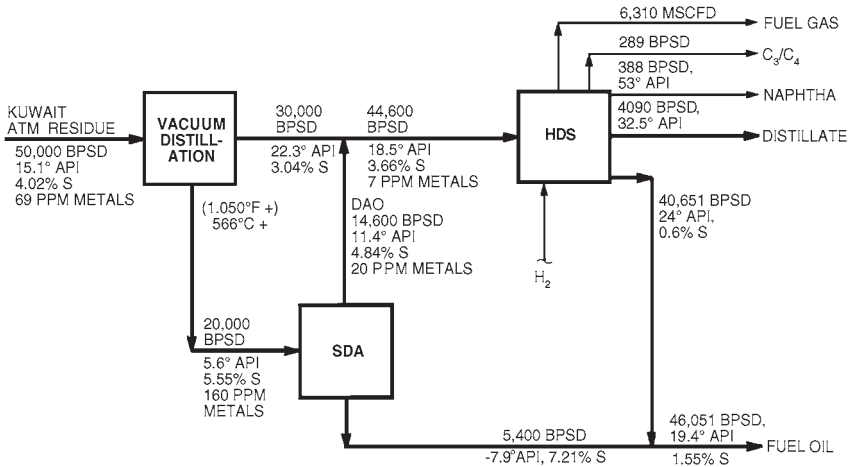 6,310 MSCFD
FUEL GAS
289 BPSD
C3/C4
388 BPSD,
53° API
NAPHTHA
4090 BPSD,
32.5° API
DISTILLATE
KUWAIT
ATM RESIDUE
50,000 BPSD
15.1° API
4.02% S
69 PPM METALS
VACUUM
DISTILL-
ATION
30,000
BPSD
22.3° API
3.04% S
44,600
BPSD
18.5° API
3.66% S
7 PPM METALS
HDS
H2
(1.050°F +)
566°C +
DAO
14,600 BPSD
11.4° API
4.84% S
20 PPM METALS
40,651 BPSD
24° API,
0.6% S
20,000
BPSD
5.6° API
5.55% S
160 PPM
METALS
SDA
5,400 BPSD
-7.9°API, 7.21% S
46,051 BPSD,
19.4° API
1.55% S
FUEL OIL